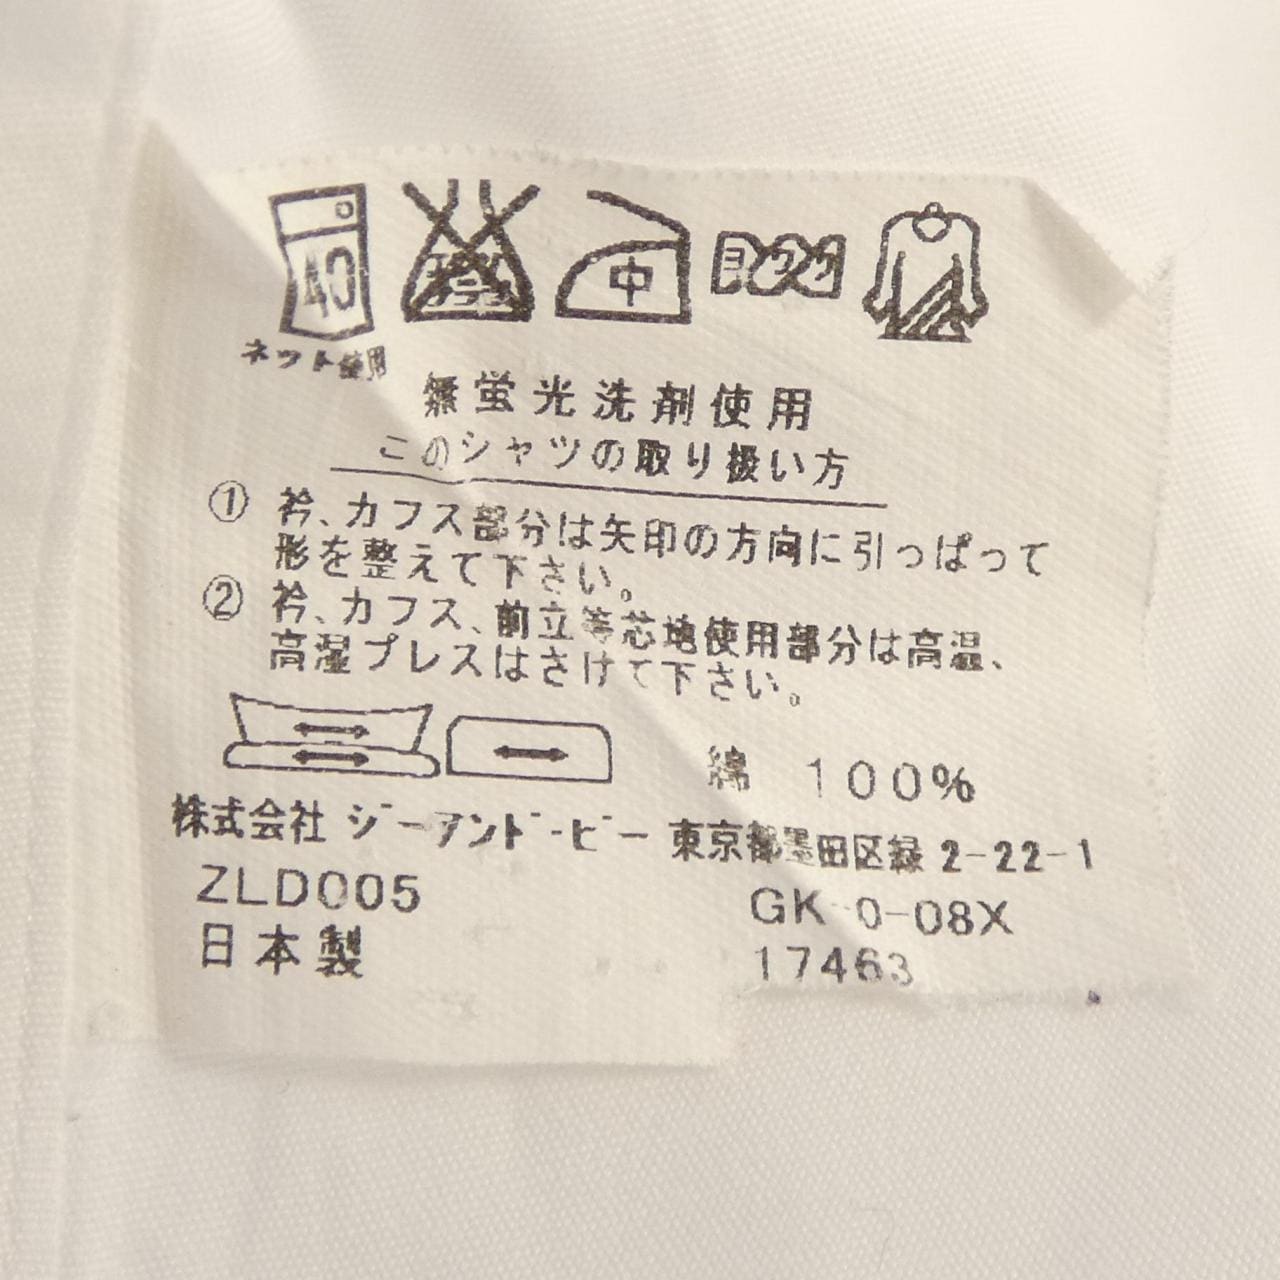 40
中
ネット使用
無蛍光洗剤使用
このシャツの取り扱い方
① 衿、カフス部分は矢印の方向に引っぱって
形を整えて下さい。
② 衿、カフス、前立等芯地使用部分は高温、
高湿プレスはさけて下さい。
綿 100%
株式会社 ジーアンドビー 東京都墨田区緑 2-22-1
ZLD005
GK-0-08X
日本製
17463